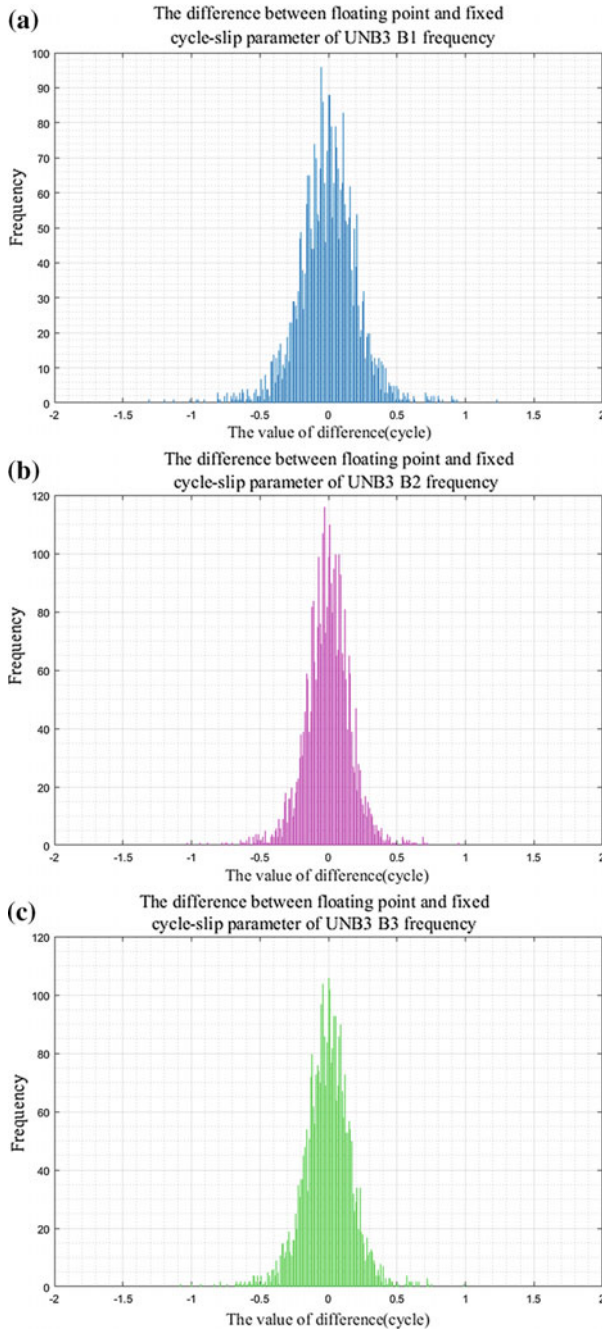 (a)
The difference between floating point and fixed
cycle-slip parameter of UNB3 B1 frequency
100
90
80
70
60
50
40
30
20
10
0
Frequency
-2 -1.5 -1 -0.5 0 0.5 1 1.5 2
The value of difference(cycle)
(b)
The difference between floating point and fixed
cycle-slip parameter of UNB3 B2 frequency
120
100
80
60
40
20
0
Frequency
-2 -1.5 -1 -0.5 0 0.5 1 1.5 2
The value of difference(cycle)
(c)
The difference between floating point and fixed
cycle-slip parameter of UNB3 B3 frequency
120
100
80
60
40
20
0
Frequency
-2 -1.5 -1 -0.5 0 0.5 1 1.5 2
The value of difference(cycle)